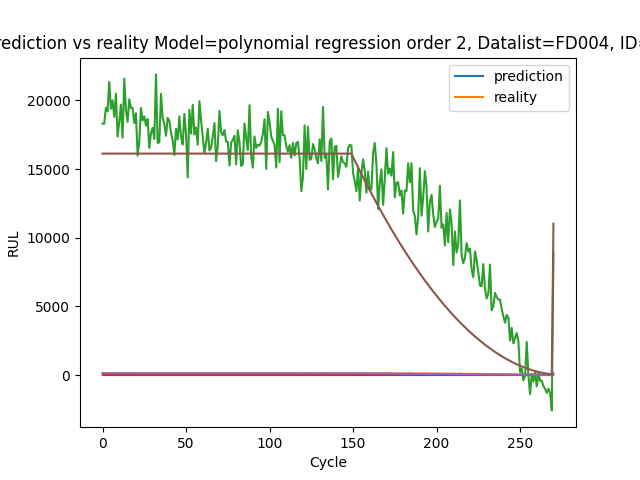 rediction vs reality Model=polynomial regression order 2, Datalist=FD004, ID=
prediction
reality
20000
15000
10000
5000
0
RUL
0 50 100 150 200 250
Cycle